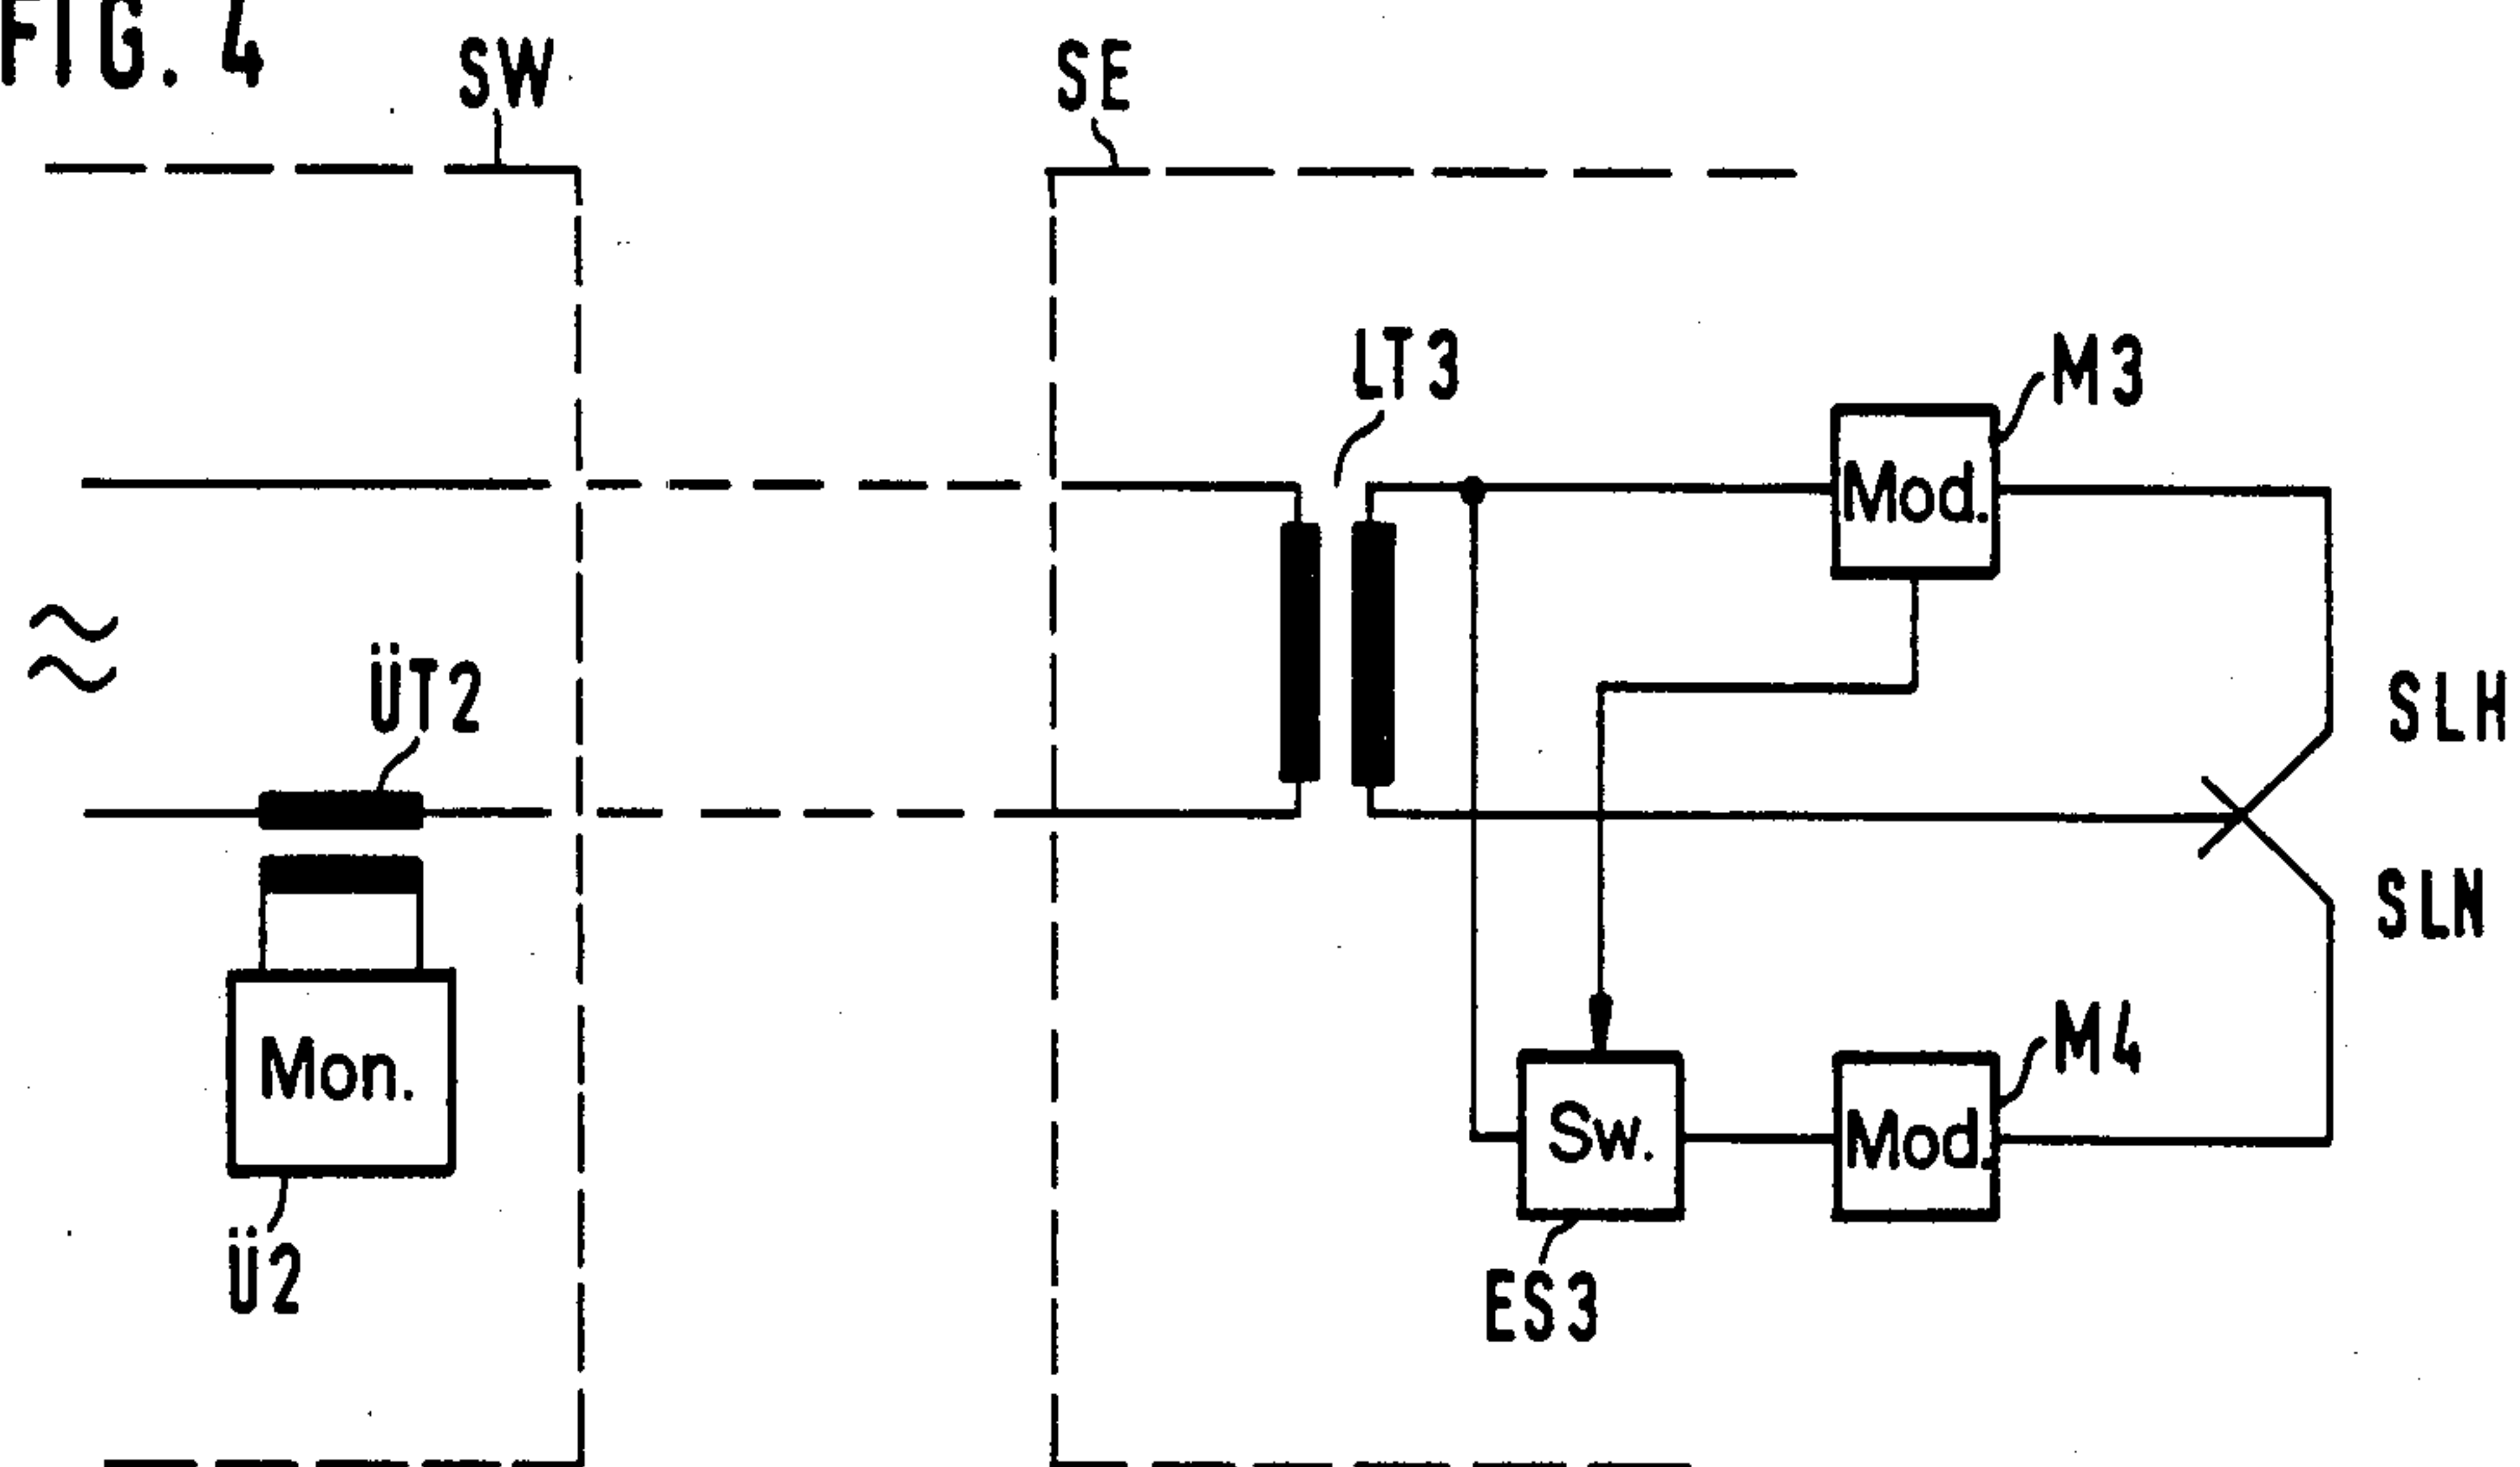 FIG. 4
SW
SE
LT3
M3
Mod.
≈
ÜT2
SLH
SLN
Mon.
M4
Sw.
Mod.
Ü2
ES3